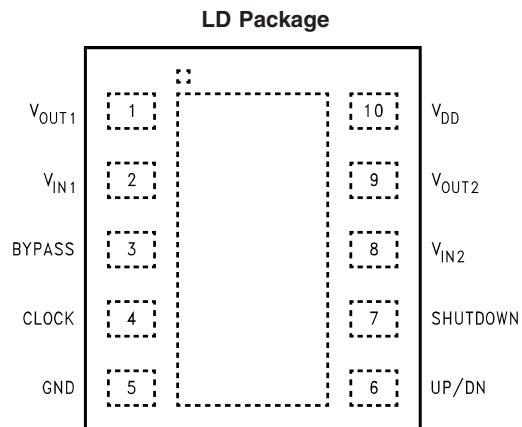 LD Package
V_OUT1 1 10 V_DD
V_IN1 2 9 V_OUT2
BYPASS 3 8 V_IN2
CLOCK 4 7 SHUTDOWN
GND 5 6 UP/DN